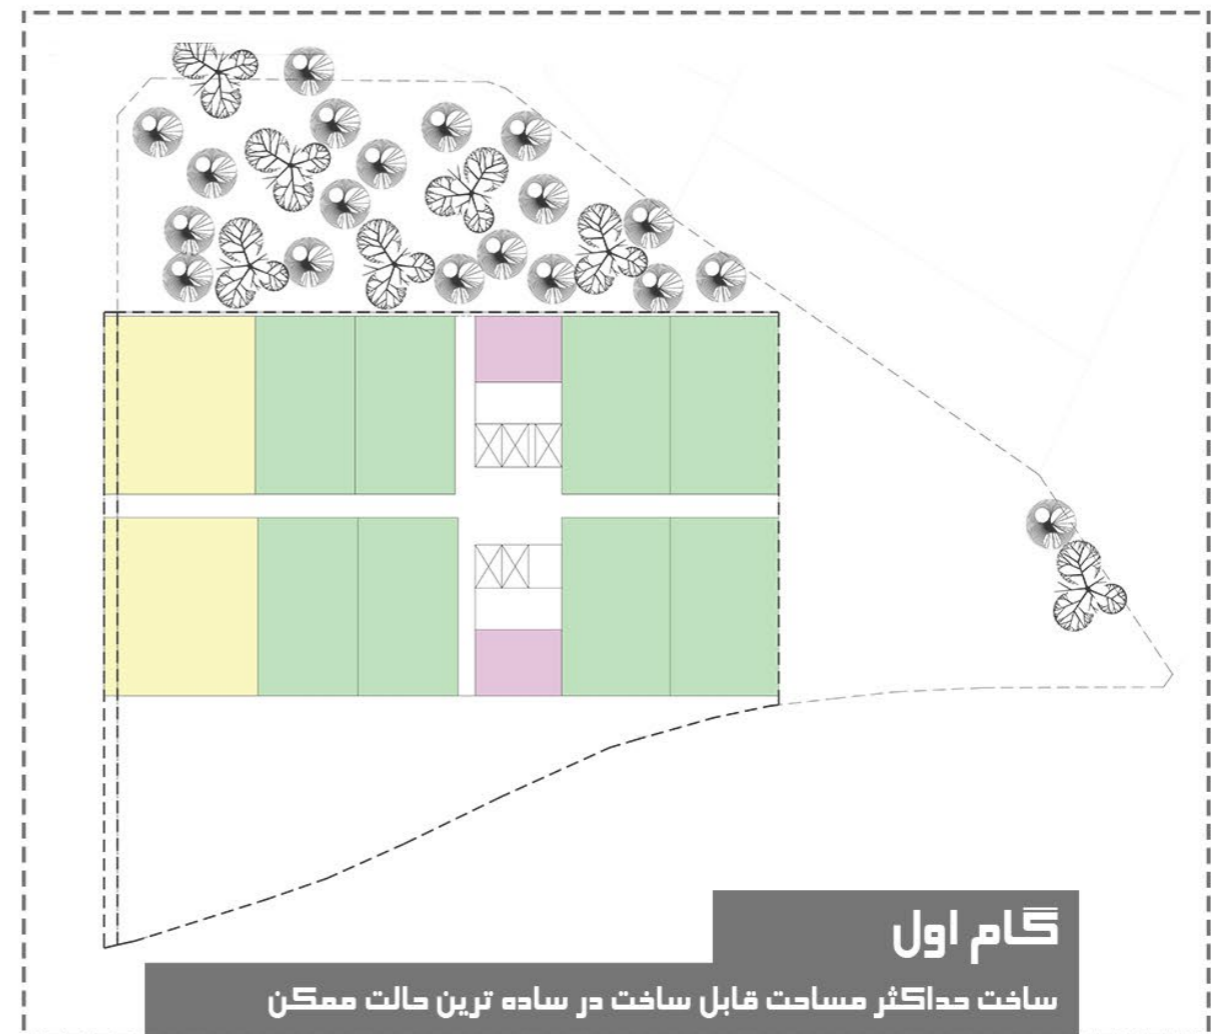 گام اول
ساخت حداکثر مساحت قابل ساخت در ساده ترین حالت ممکن